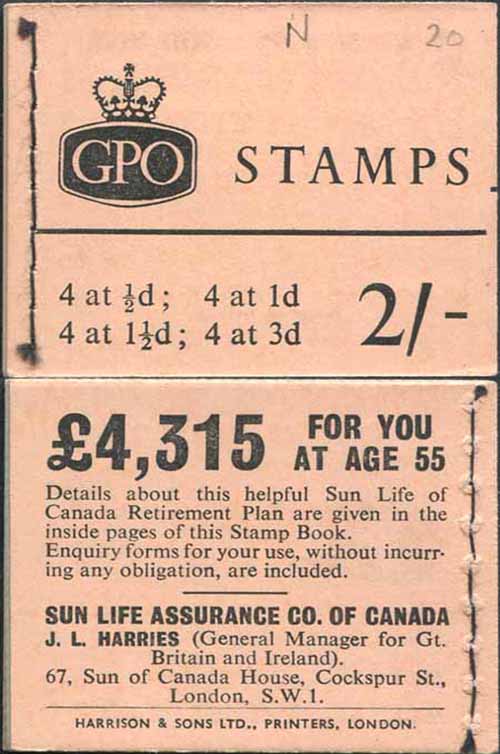 N 20
GPO STAMPS
4 at ½d; 4 at 1d
4 at 1½d; 4 at 3d
2/-
£4,315 FOR YOU
AT AGE 55
Details about this helpful Sun Life of
Canada Retirement Plan are given in the
inside pages of this Stamp Book.
Enquiry forms for your use, without incurr-
ing any obligation, are included.
SUN LIFE ASSURANCE CO. OF CANADA
J. L. HARRIES (General Manager for Gt.
Britain and Ireland).
67, Sun of Canada House, Cockspur St.,
London, S.W.1.
HARRISON & SONS LTD., PRINTERS, LONDON.